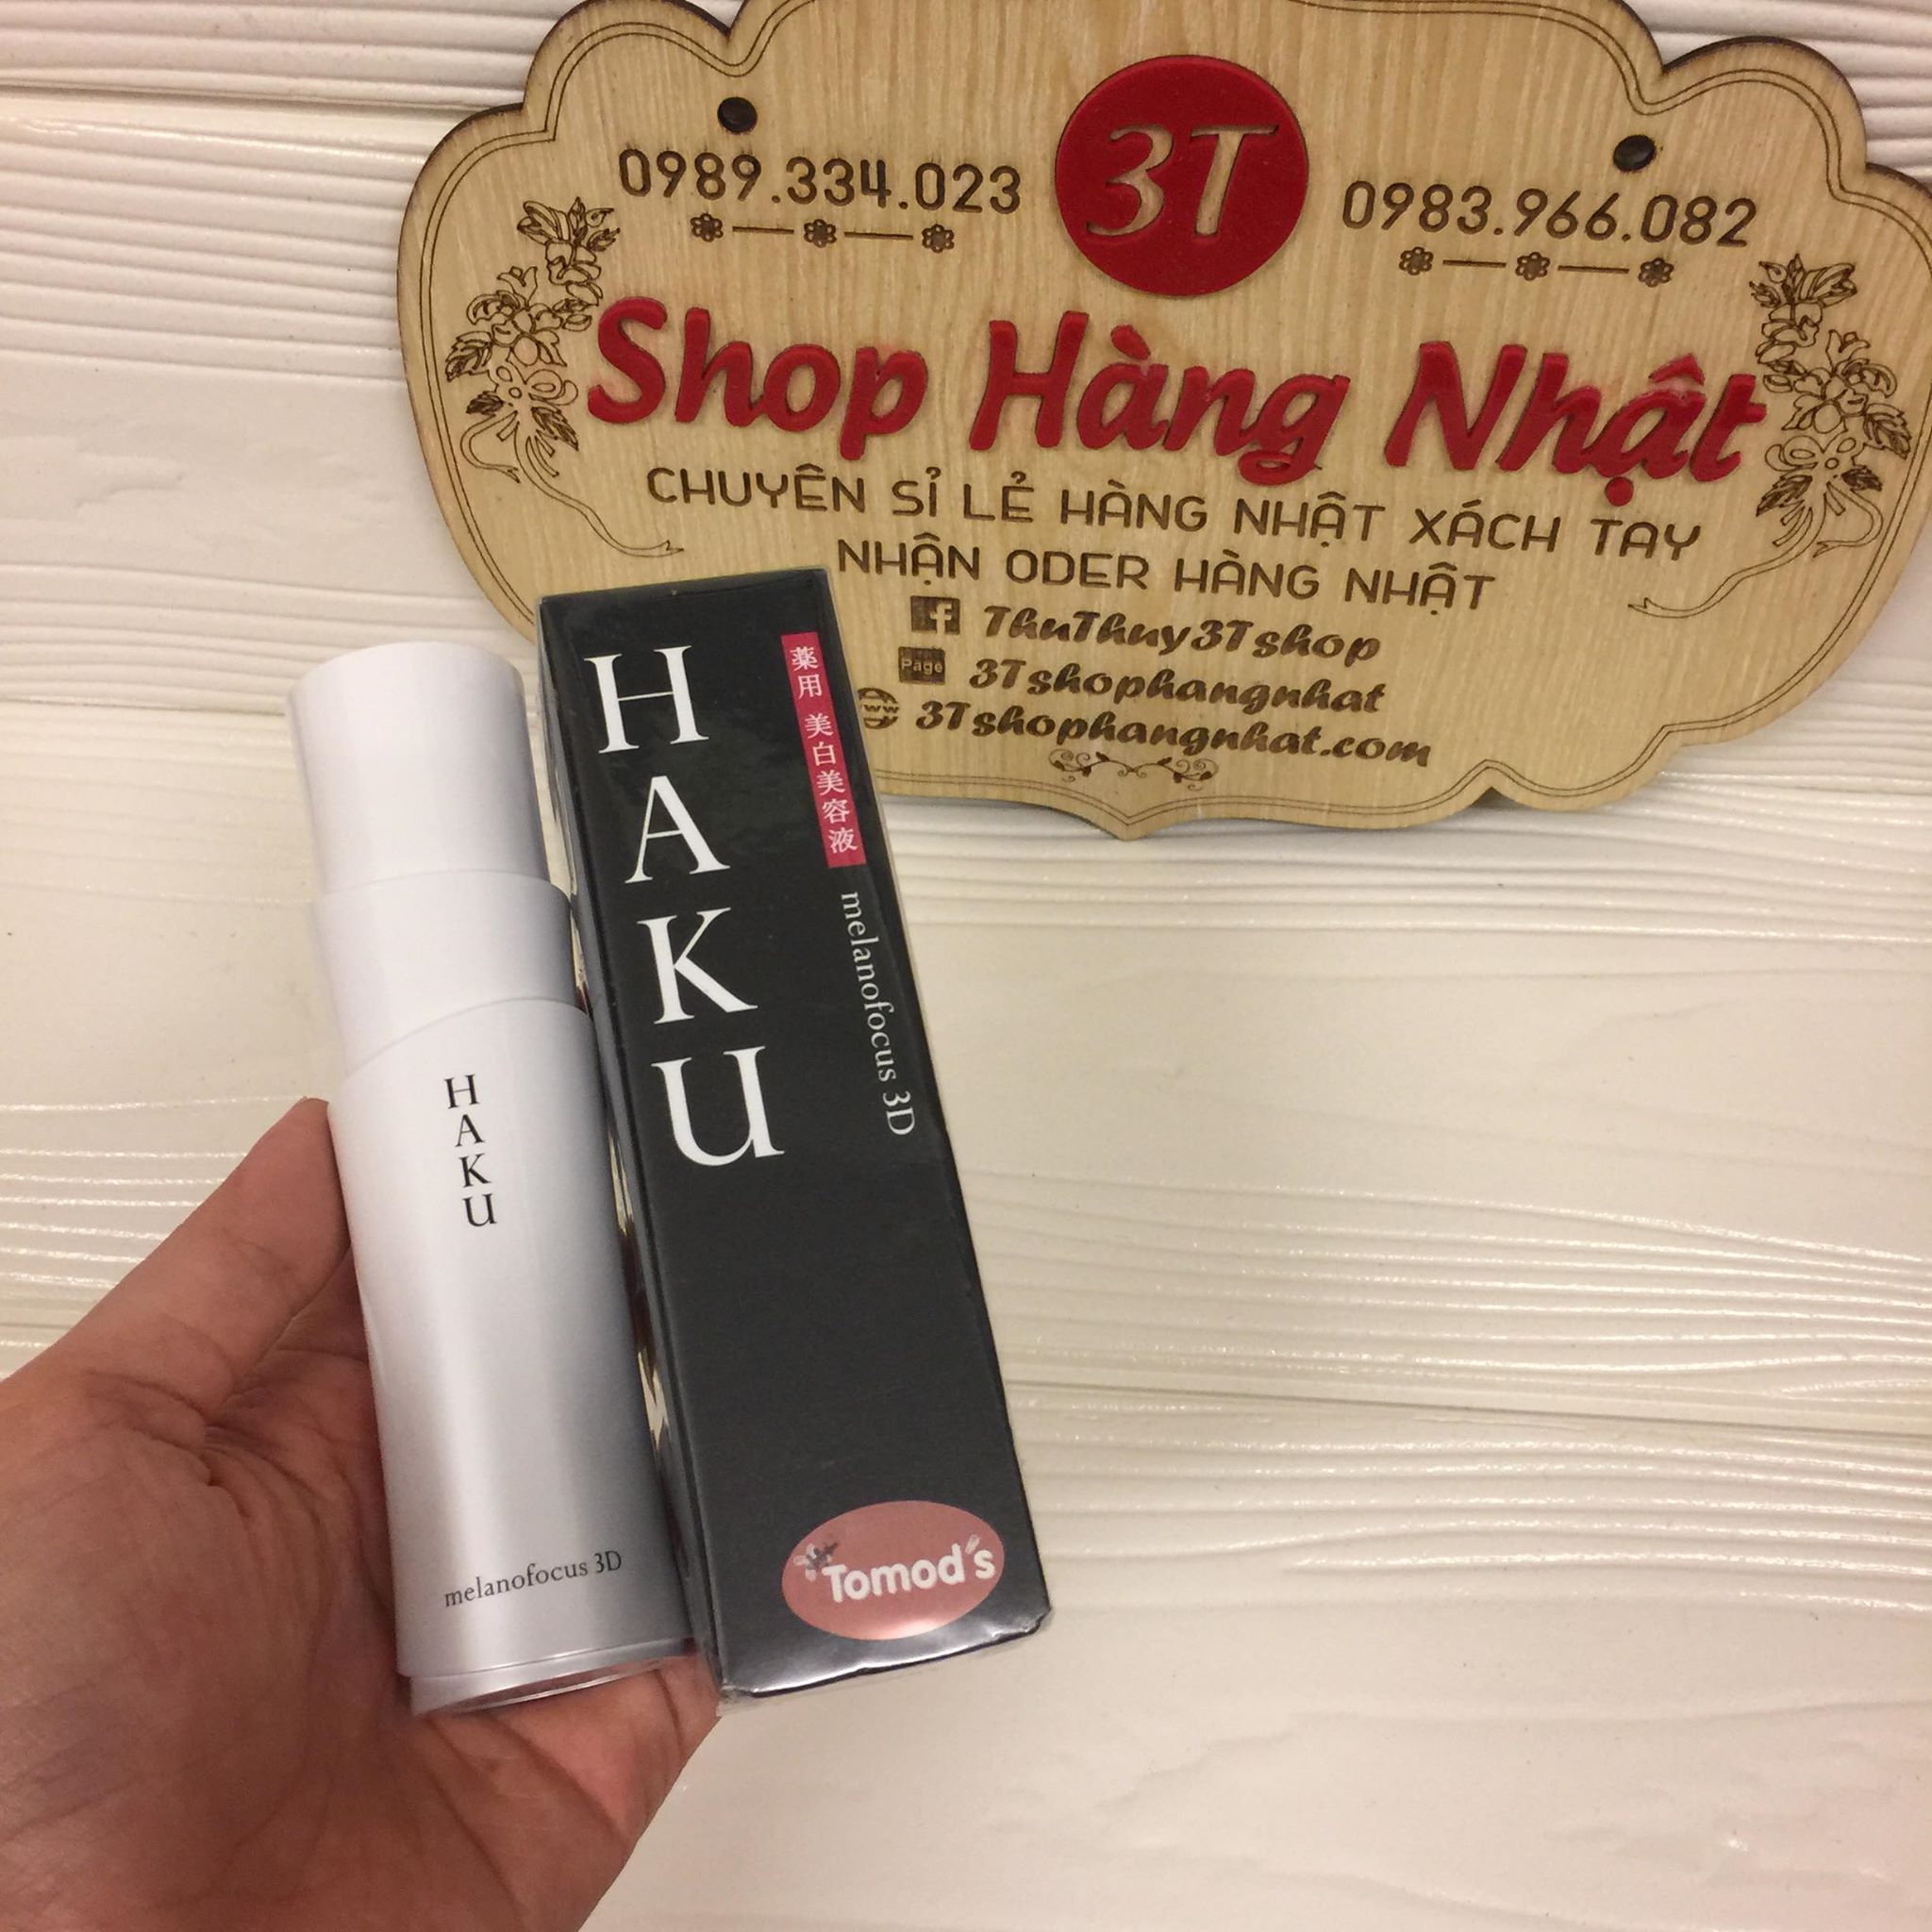 0989.334.023
3T
0983.966.082
Shop Hàng Nhật
CHUYÊN SỈ LẺ HÀNG NHẬT XÁCH TAY
NHẬN ODER HÀNG NHẬT
f ThuThuy3Tshop
Page 3Tshophangnhat
www 3Tshophangnhat.com
HAKU
薬用 美白美容液
melanofocus 3D
Tomod's
HAKU
melanofocus 3D